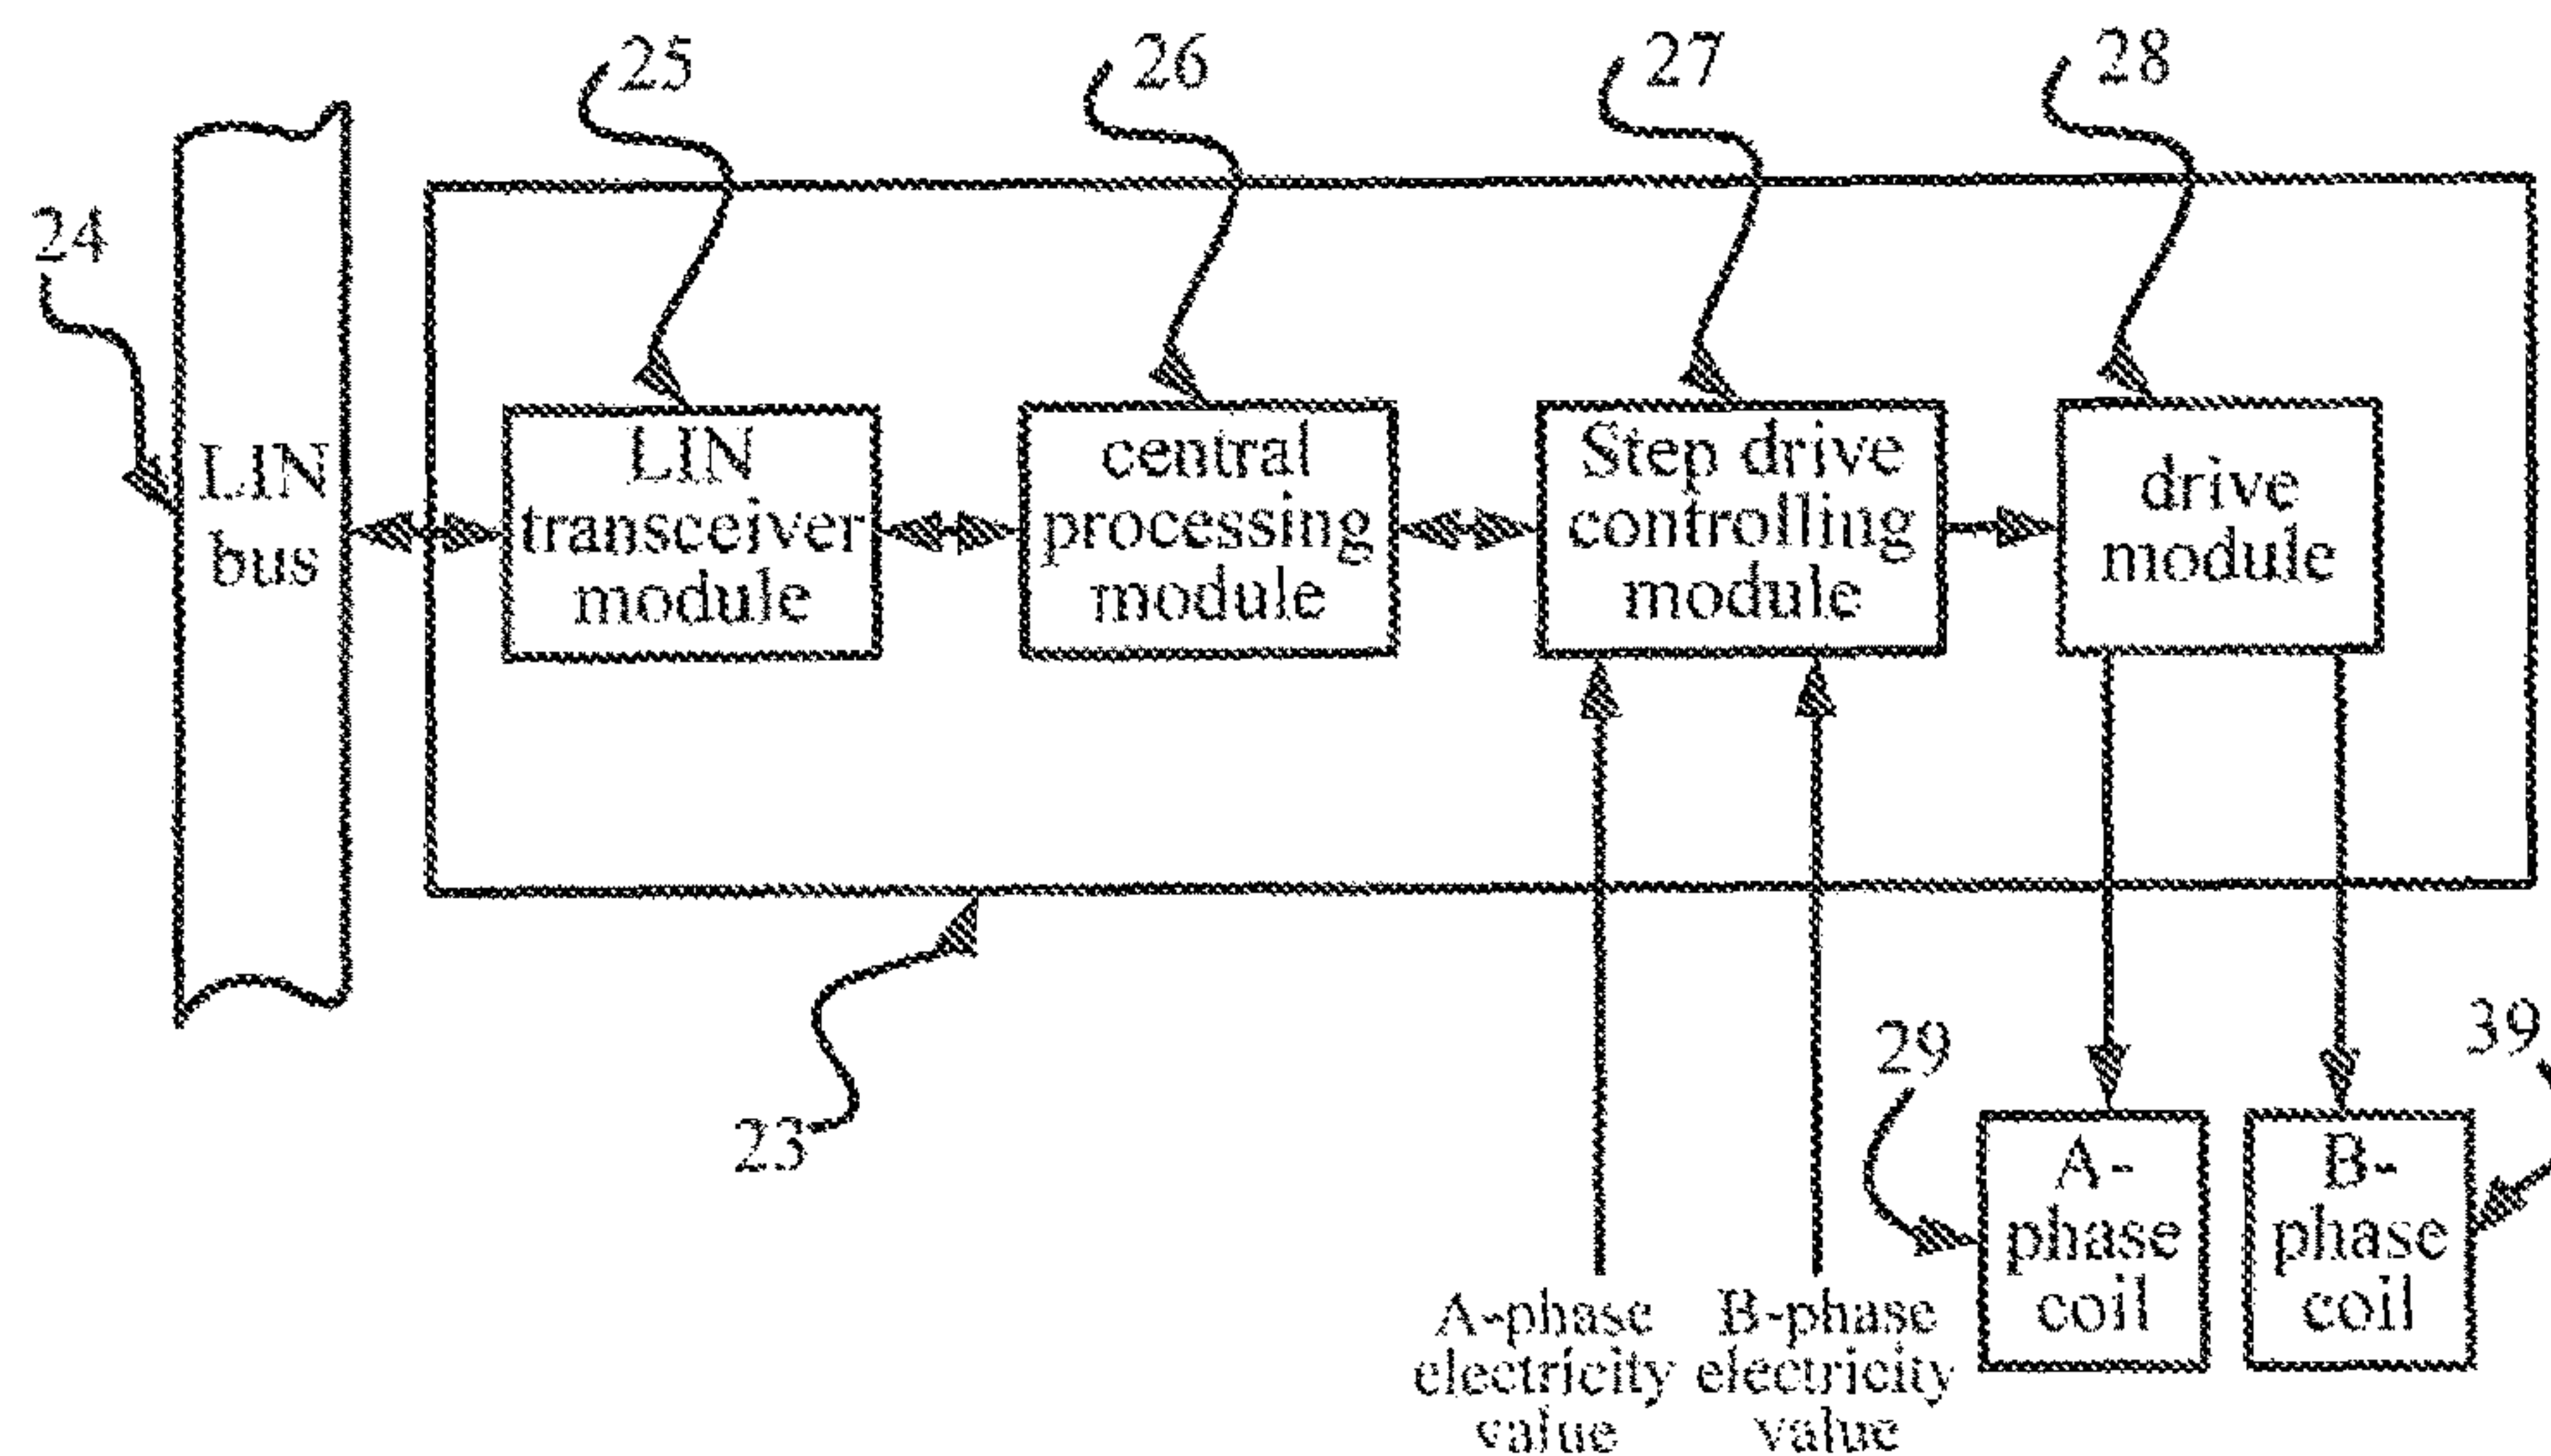 25
26
27
28
24
LIN
bus
LIN
transceiver
module
central
processing
module
Step drive
controlling
module
drive
module
23
29
39
A-
phase
coil
B-
phase
coil
A-phase
electricity
value
B-phase
electricity
value